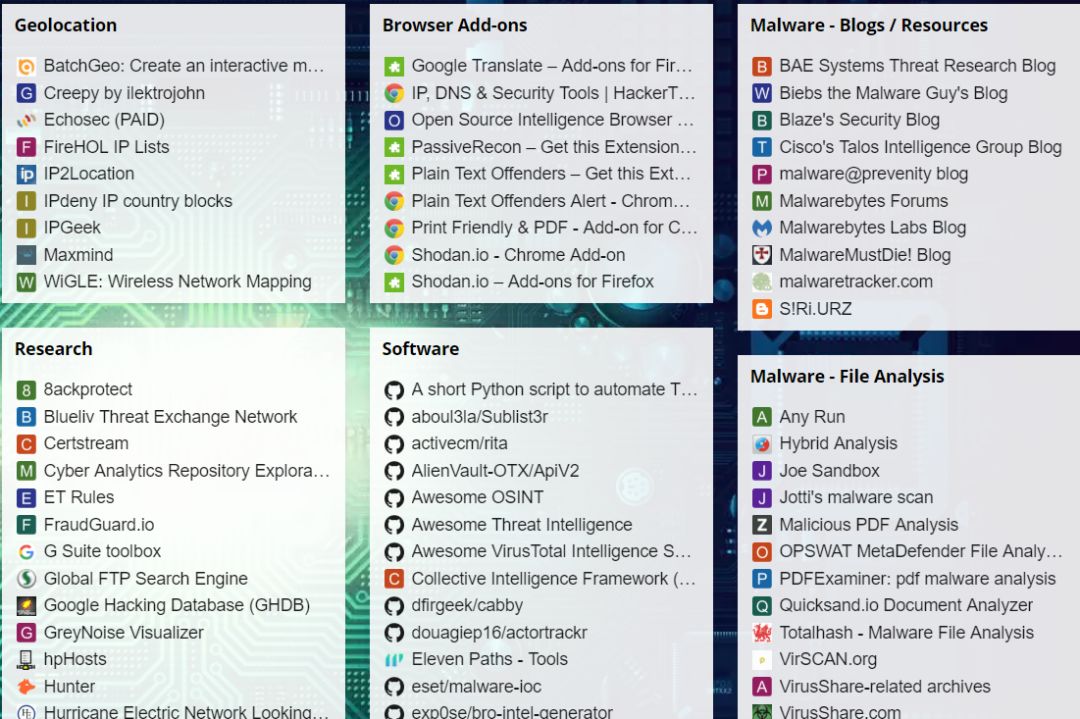 Geolocation
BatchGeo: Create an interactive m…
Creepy by ilektrojohn
Echosec (PAID)
FireHOL IP Lists
IP2Location
IPdeny IP country blocks
IPGeek
Maxmind
WiGLE: Wireless Network Mapping
Research
8ackprotect
Blueliv Threat Exchange Network
Certstream
Cyber Analytics Repository Explora…
ET Rules
FraudGuard.io
G Suite toolbox
Global FTP Search Engine
Google Hacking Database (GHDB)
GreyNoise Visualizer
hpHosts
Hunter
Hurricane Electric Network Looking…
Browser Add-ons
Google Translate – Add-ons for Fir…
IP, DNS & Security Tools | HackerT…
Open Source Intelligence Browser …
PassiveRecon – Get this Extension…
Plain Text Offenders – Get this Ext…
Plain Text Offenders Alert - Chrom…
Print Friendly & PDF - Add-on for C…
Shodan.io - Chrome Add-on
Shodan.io – Add-ons for Firefox
Software
A short Python script to automate T…
aboul3la/Sublist3r
activecm/rita
AlienVault-OTX/ApiV2
Awesome OSINT
Awesome Threat Intelligence
Awesome VirusTotal Intelligence S…
Collective Intelligence Framework (…
dfirgeek/cabby
douagiep16/actortrackr
Eleven Paths - Tools
eset/malware-ioc
exp0se/bro-intel-generator
Malware - Blogs / Resources
BAE Systems Threat Research Blog
Biebs the Malware Guy's Blog
Blaze's Security Blog
Cisco's Talos Intelligence Group Blog
malware@prevenity blog
Malwarebytes Forums
Malwarebytes Labs Blog
MalwareMustDie! Blog
malwaretracker.com
S!Ri.URZ
Malware - File Analysis
Any Run
Hybrid Analysis
Joe Sandbox
Jotti's malware scan
Malicious PDF Analysis
OPSWAT MetaDefender File Analy…
PDFExaminer: pdf malware analysis
Quicksand.io Document Analyzer
Totalhash - Malware File Analysis
VirSCAN.org
VirusShare-related archives
VirusShare.com